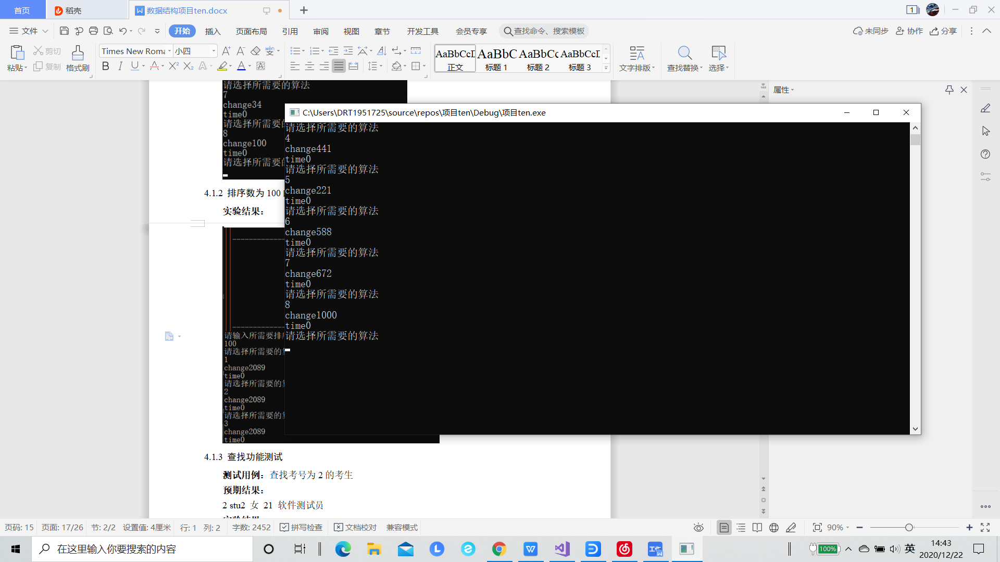 首页
稻壳
数据结构项目ten.docx
1
文件
开始
插入
页面布局
引用
审阅
视图
章节
开发工具
会员专享
查找命令、搜索模板
未同步
协作
分享
粘贴
剪切
复制
格式刷
Times New Roma
小四
AaBbCcI
正文
AaBbC
标题 1
AaBbCc
标题 2
AaBbCcI
标题 3
文字排版
查找替换
选择
属性
请选择所需要的算法
7
change34
time0
请选择所需要的
8
change100
time0
请选择所需要的
4.1.2 排序数为 100
实验结果：
请输入所需要排
100
请选择所需要的
1
change2089
time0
请选择所需要的
2
change2089
time0
请选择所需要的
3
change2089
time0
4.1.3 查找功能测试
测试用例：查找考号为 2 的考生
预期结果：
2 stu2 女 21 软件测试员
C:\Users\DRT1951725\source\repos\项目ten\Debug\项目ten.exe
请选择所需要的算法
4
change441
time0
请选择所需要的算法
5
change221
time0
请选择所需要的算法
6
change588
time0
请选择所需要的算法
7
change672
time0
请选择所需要的算法
8
change1000
time0
请选择所需要的算法
页码: 15
页面: 17/26
节: 2/2
设置值: 4厘米
行: 1
列: 2
字数: 2452
拼写检查
文档校对
兼容模式
90%
在这里输入你要搜索的内容
100%
英
14:43
2020/12/22